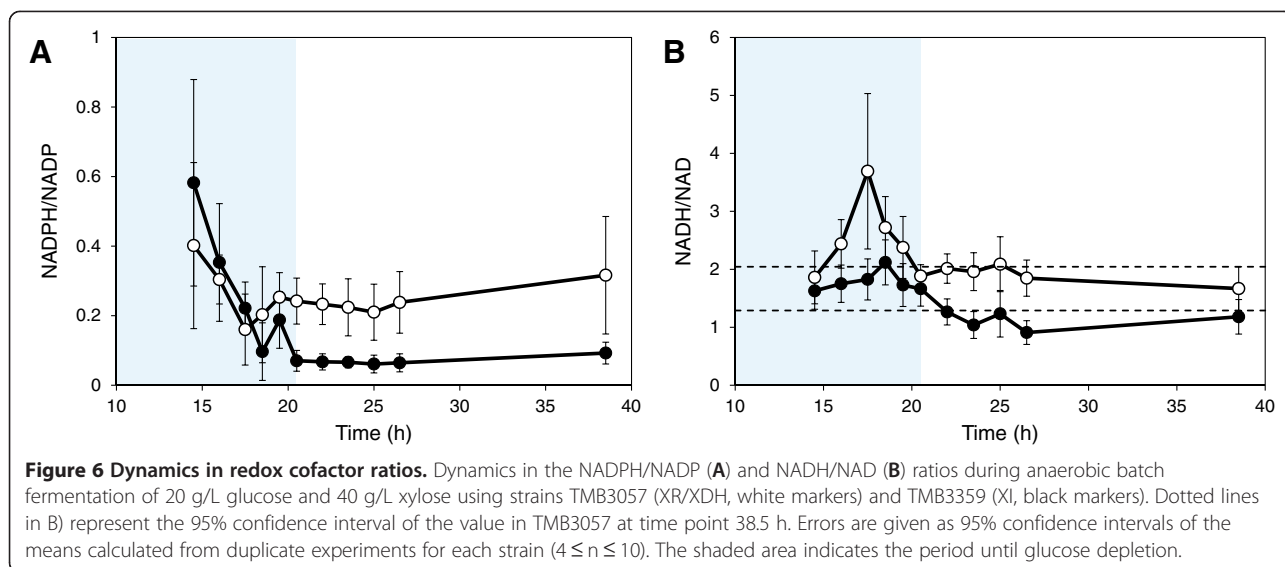 A
B
1
0.8
0.6
0.4
0.2
0
NADPH/NADP
10 15 20 25 30 35 40
Time (h)
6
5
4
3
2
1
0
NADH/NAD
10 15 20 25 30 35 40
Time (h)
Figure 6 Dynamics in redox cofactor ratios. Dynamics in the NADPH/NADP (A) and NADH/NAD (B) ratios during anaerobic batch
fermentation of 20 g/L glucose and 40 g/L xylose using strains TMB3057 (XR/XDH, white markers) and TMB3359 (XI, black markers). Dotted lines
in B) represent the 95% confidence interval of the value in TMB3057 at time point 38.5 h. Errors are given as 95% confidence intervals of the
means calculated from duplicate experiments for each strain (4 ≤ n ≤ 10). The shaded area indicates the period until glucose depletion.